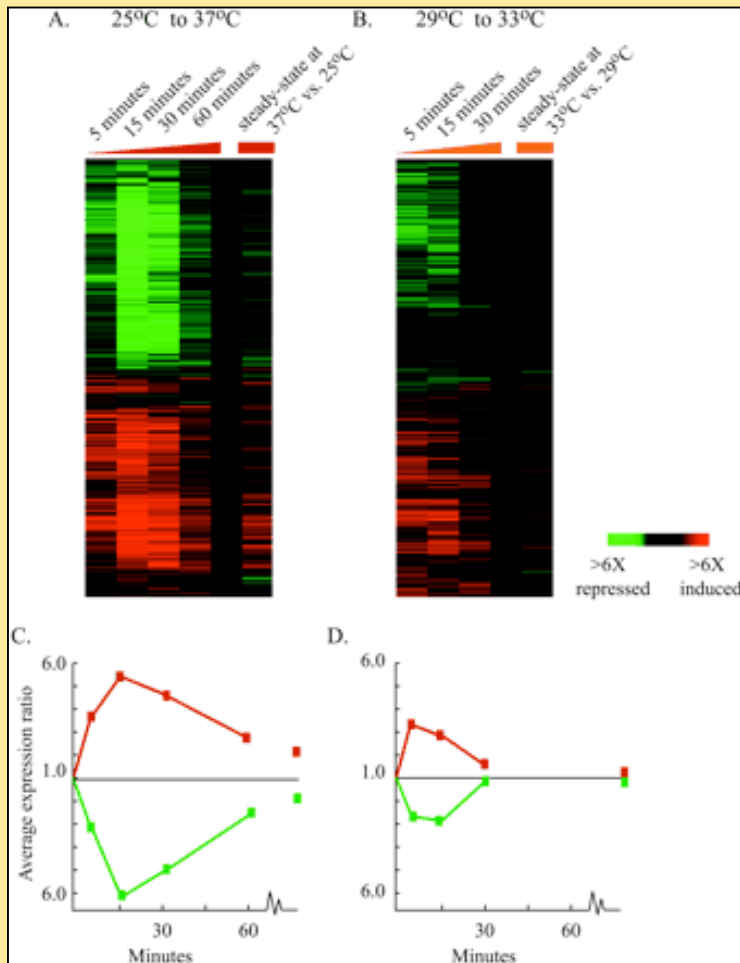 A. 25°C to 37°C
B. 29°C to 33°C
5 minutes
15 minutes
30 minutes
60 minutes
steady-state at
37°C vs. 25°C
5 minutes
15 minutes
30 minutes
steady-state at
33°C vs. 29°C
>6X >6X
repressed induced
C.
D.
Average expression ratio
6.0
1.0
6.0
30 60
Minutes
6.0
1.0
6.0
30 60
Minutes